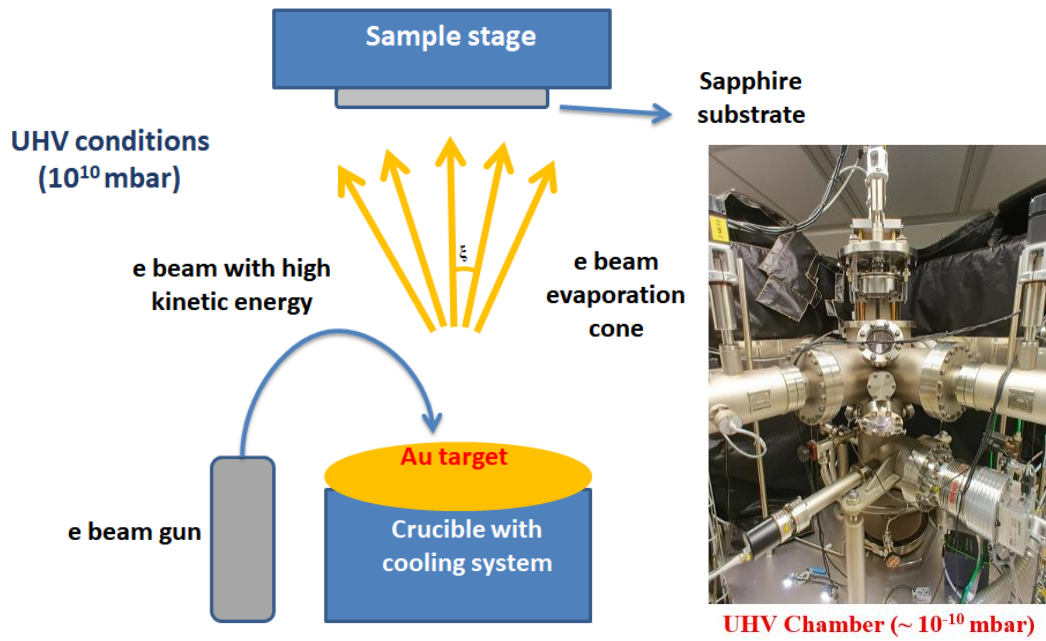 Sample stage
Sapphire
substrate
UHV conditions
(10¹⁰ mbar)
ξ
e beam with high
kinetic energy
e beam
evaporation
cone
Au target
e beam gun
Crucible with
cooling system
UHV Chamber (~ 10⁻¹⁰ mbar)